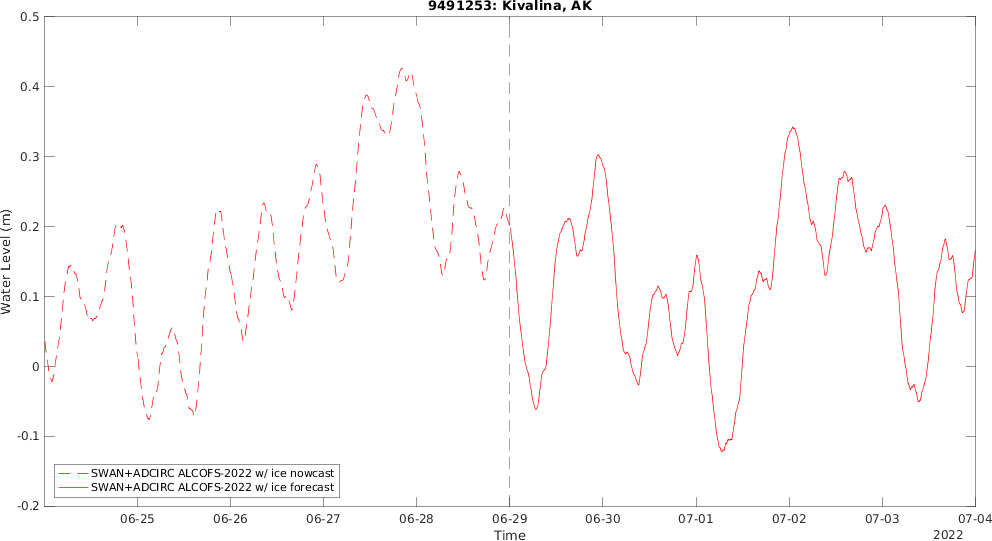 9491253: Kivalina, AK
0.5
0.4
0.3
0.2
0.1
0
-0.1
-0.2
Water Level (m)
SWAN+ADCIRC ALCOFS-2022 w/ ice nowcast
SWAN+ADCIRC ALCOFS-2022 w/ ice forecast
06-25 06-26 06-27 06-28 06-29 06-30 07-01 07-02 07-03 07-04
Time
2022